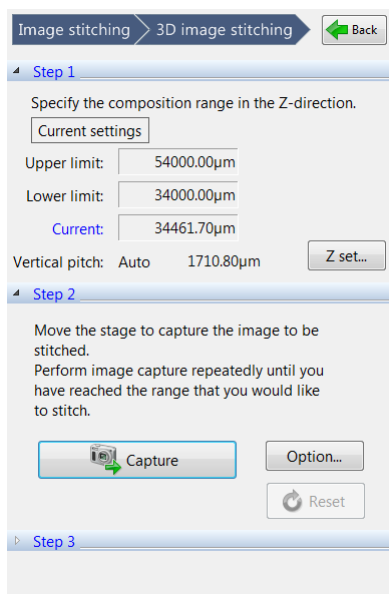 Image stitching 3D image stitching Back
Step 1
Specify the composition range in the Z-direction.
Current settings
Upper limit: 54000.00µm
Lower limit: 34000.00µm
Current: 34461.70µm
Vertical pitch: Auto 1710.80µm Z set...
Step 2
Move the stage to capture the image to be
stitched.
Perform image capture repeatedly until you
have reached the range that you would like
to stitch.
Capture Option...
Reset
Step 3